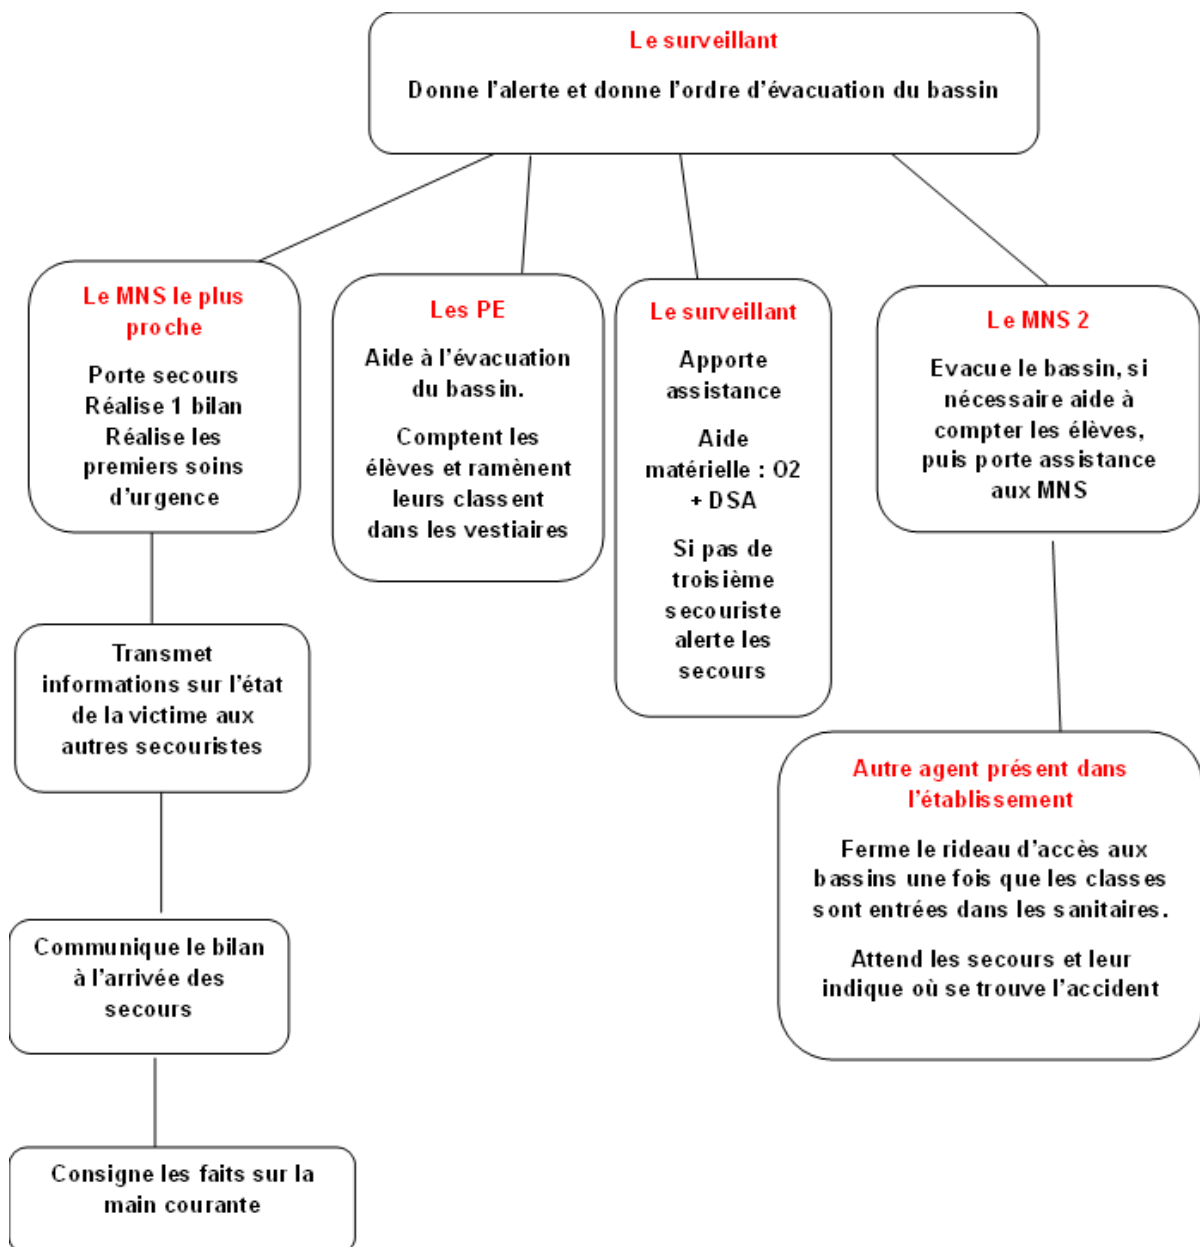 Le surveillant
Donne l'alerte et donne l'ordre d'évacuation du bassin
Le MNS le plus
proche
Porte secours
Réalise 1 bilan
Réalise les
premiers soins
d'urgence
Les PE
Aide à l'évacuation
du bassin.
Comptent les
élèves et ramènent
leurs classent
dans les vestiaires
Le surveillant
Apporte
assistance
Aide
matérielle : O2
+ DSA
Si pas de
troisième
secouriste
alerte les
secours
Le MNS 2
Evacue le bassin, si
nécessaire aide à
compter les élèves,
puis porte assistance
aux MNS
Transmet
informations sur l'état
de la victime aux
autres secouristes
Autre agent présent dans
l'établissement
Ferme le rideau d'accès aux
bassins une fois que les classes
sont entrées dans les sanitaires.
Attend les secours et leur
indique où se trouve l'accident
Communique le bilan
à l'arrivée des
secours
Consigne les faits sur la
main courante